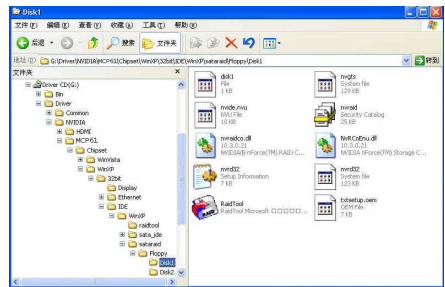 Disk1
文件(F) 编辑(E) 查看(V) 收藏(A) 工具(T) 帮助(H)
后退 搜索 文件夹
地址(D) G:\Driver\NVIDIA\MCP61\Chipset\WinXP\32bit\IDE\WinXP\sataraid\Floppy\Disk1 转到
文件夹
Driver CD(G:)
Bin
Driver
Common
NVIDIA
HDMI
MCP61
Chipset
WinVista
WinXP
32bit
Display
Ethernet
IDE
WinXP
raidtool
sata_ide
sataraid
Floppy
Disk1
Disk2
disk1
File
1 KB
nvgts
System file
129 KB
nvide.nvu
NVU File
10 KB
nvraid
Security Catalog
25 KB
nvraidco.dll
10.3.0.21
NVIDIA® nForce(TM) RAID C...
NvRCoEnu.dll
10.3.0.21
NVIDIA nForce(TM) Storage C...
nvrd32
Setup Information
7 KB
nvrd32
System file
123 KB
RaidTool
RaidTool Microsoft □□□□□...
txtsetup.oem
OEM File
7 KB